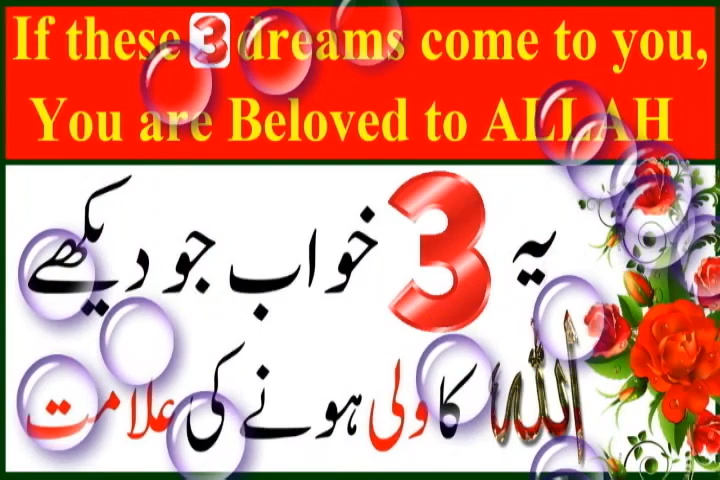 If these 3 dreams come to you,
You are Beloved to ALLAH
یہ 3 خواب جو دیکھے
اللہ کا ولی ہونے کی علامت